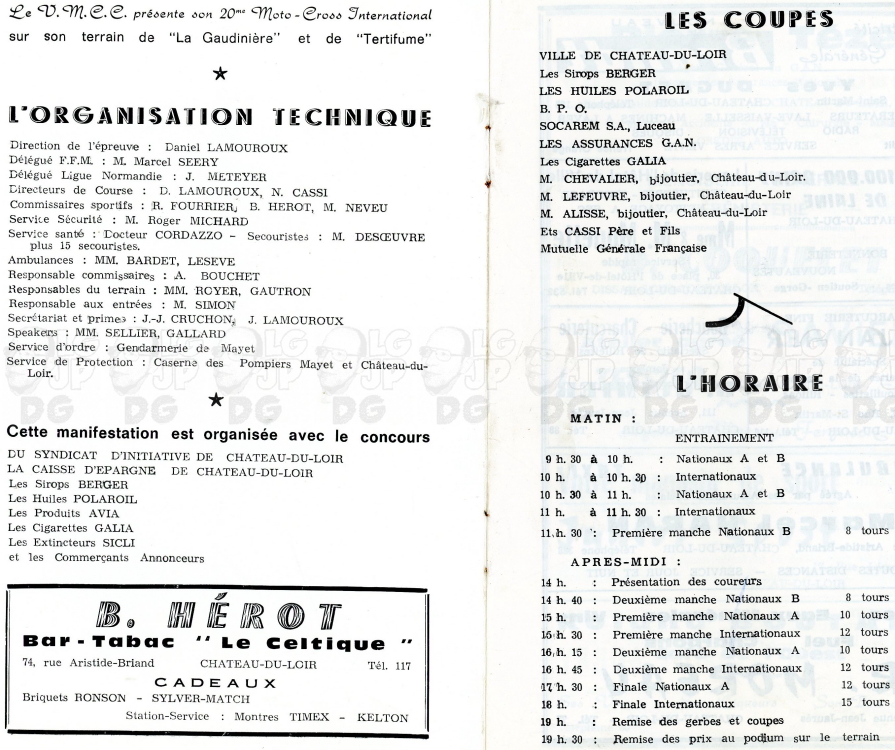 Le V.M.C.C. présente son 20me Moto-Cross International
sur son terrain de "La Gaudinière" et de "Tertifume"
L'ORGANISATION TECHNIQUE
Direction de l'épreuve : Daniel LAMOUROUX
Délégué F.F.M. : M. Marcel SEERY
Délégué Ligue Normandie : J. METEYER
Directeurs de Course : D. LAMOUROUX, N. CASSI
Commissaires sportifs : R. FOURRIER, B. HEROT, M. NEVEU
Service Sécurité : M. Roger MICHARD
Service santé : Docteur CORDAZZO - Secouristes : M. DESŒUVRE
plus 15 secouristes.
Ambulances : MM. BARDET, LESEVE
Responsable commissaires : A. BOUCHET
Responsables du terrain : MM. ROYER, GAUTRON
Responsable aux entrées : M. SIMON
Secrétariat et primes : J.-J. CRUCHON, J. LAMOUROUX
Speakers : MM. SELLIER, GALLARD
Service d'ordre : Gendarmerie de Mayet
Service de Protection : Caserne des Pompiers Mayet et Château-du-
Loir.
Cette manifestation est organisée avec le concours
DU SYNDICAT D'INITIATIVE DE CHATEAU-DU-LOIR
LA CAISSE D'EPARGNE DE CHATEAU-DU-LOIR
Les Sirops BERGER
Les Huiles POLAROIL
Les Produits AVIA
Les Cigarettes GALIA
Les Extincteurs SICLI
et les Commerçants Annonceurs
B. HÉROT
Bar-Tabac "Le Celtique"
74, rue Aristide-Briand CHATEAU-DU-LOIR Tél. 117
CADEAUX
Briquets RONSON - SYLVER-MATCH
Station-Service : Montres TIMEX - KELTON
LES COUPES
VILLE DE CHATEAU-DU-LOIR
Les Sirops BERGER
LES HUILES POLAROIL
B. P. O.
SOCAREM S.A., Luceau
LES ASSURANCES G.A.N.
Les Cigarettes GALIA
M. CHEVALIER, bijoutier, Château-du-Loir.
M. LEFEUVRE, bijoutier, Château-du-Loir
M. ALISSE, bijoutier, Château-du-Loir
Ets CASSI Père et Fils
Mutuelle Générale Française
L'HORAIRE
MATIN :
ENTRAINEMENT
9 h. 30 à 10 h. : Nationaux A et B
10 h. à 10 h. 30 : Internationaux
10 h. 30 à 11 h. : Nationaux A et B
11 h. à 11 h. 30 : Internationaux
11.h. 30 : Première manche Nationaux B 8 tours
APRES-MIDI :
14 h. : Présentation des coureurs
14 h. 40 : Deuxième manche Nationaux B 8 tours
15 h. : Première manche Nationaux A 10 tours
15 h. 30 : Première manche Internationaux 12 tours
16 h. 15 : Deuxième manche Nationaux A 10 tours
16 h. 45 : Deuxième manche Internationaux 12 tours
17 h. 30 : Finale Nationaux A 12 tours
18 h. : Finale Internationaux 15 tours
19 h. : Remise des gerbes et coupes
19 h. 30 : Remise des prix au podium sur le terrain